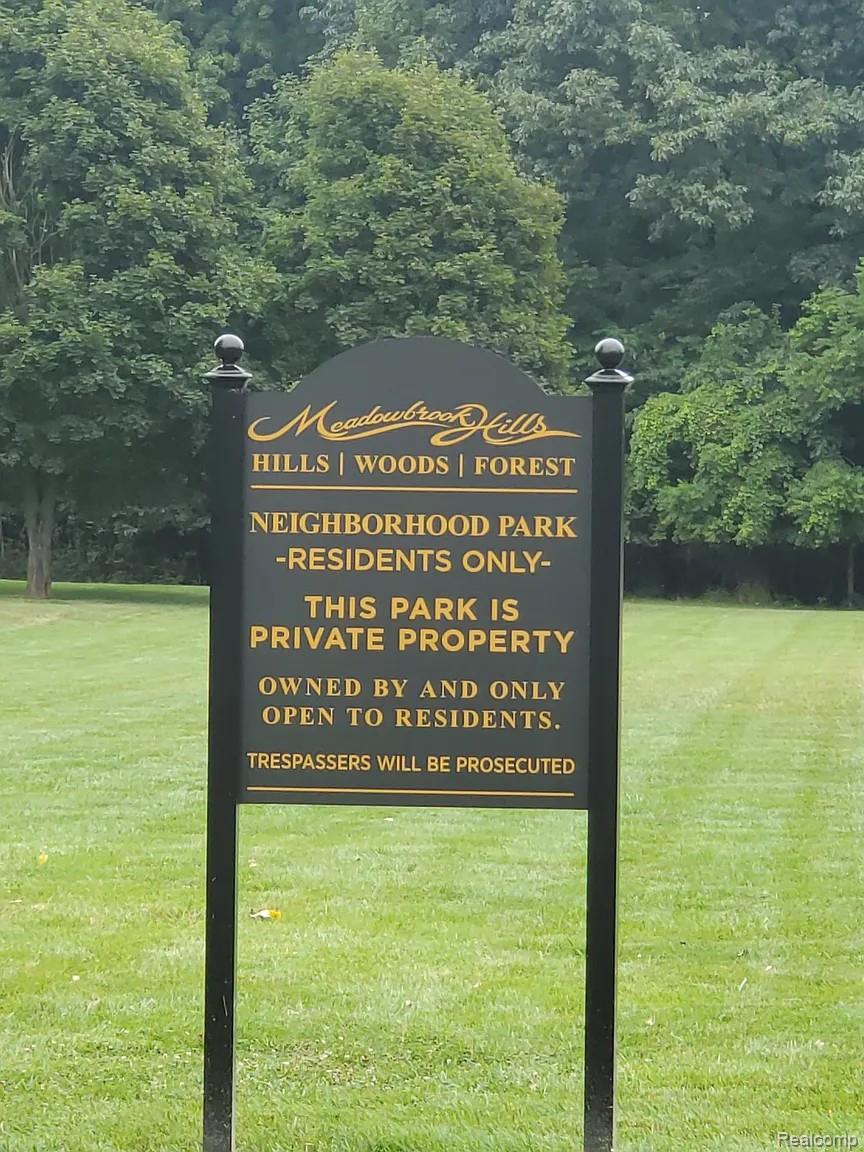 Meadowbrook Hills
HILLS | WOODS | FOREST
NEIGHBORHOOD PARK
-RESIDENTS ONLY-
THIS PARK IS
PRIVATE PROPERTY
OWNED BY AND ONLY
OPEN TO RESIDENTS.
TRESPASSERS WILL BE PROSECUTED
Realcomp